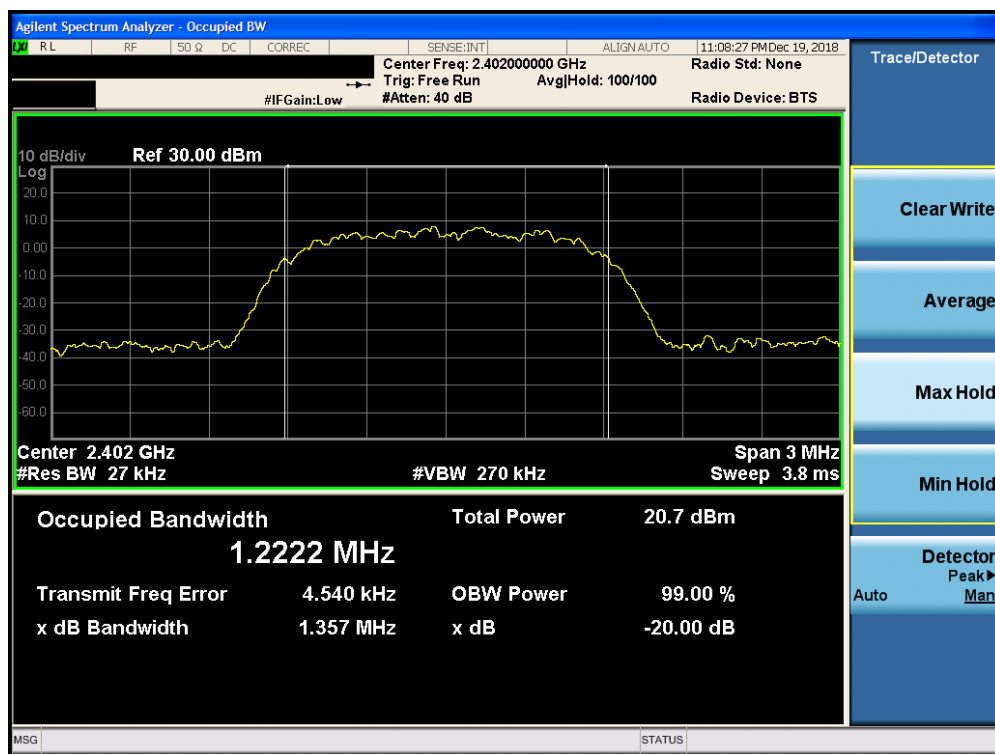 Agilent Spectrum Analyzer - Occupied BW
LXI RL RF 50 Ω DC CORREC SENSE:INT ALIGN AUTO 11:08:27 PM Dec 19, 2018
Center Freq: 2.402000000 GHz Radio Std: None
Trig: Free Run Avg|Hold: 100/100
#IFGain:Low #Atten: 40 dB Radio Device: BTS
10 dB/div Ref 30.00 dBm
Log
20.0
10.0
0.00
-10.0
-20.0
-30.0
-40.0
-50.0
-60.0
Center 2.402 GHz Span 3 MHz
#Res BW 27 kHz #VBW 270 kHz Sweep 3.8 ms
Occupied Bandwidth Total Power 20.7 dBm
1.2222 MHz
Transmit Freq Error 4.540 kHz OBW Power 99.00 %
x dB Bandwidth 1.357 MHz x dB -20.00 dB
MSG STATUS
Trace/Detector
Clear Write
Average
Max Hold
Min Hold
Detector
Peak▶
Auto Man